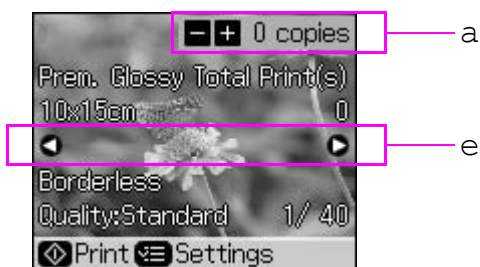 − + 0 copies
a
Prem. Glossy Total Print(s)
10x15cm 0
e
Borderless
Quality:Standard 1/ 40
Print Settings